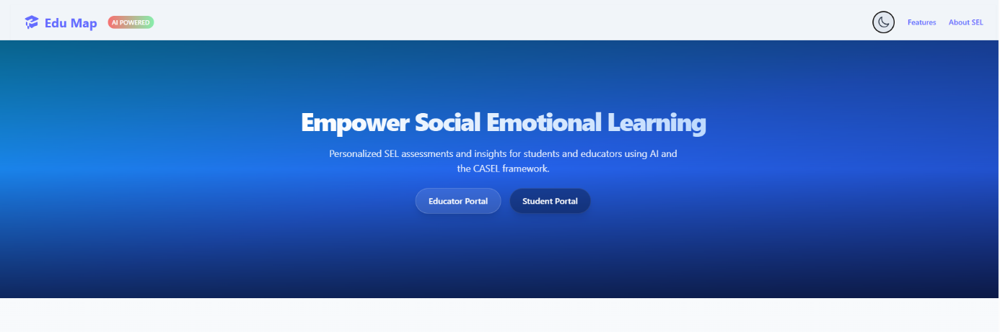 Edu Map
AI POWERED
Features
About SEL
Empower Social Emotional Learning
Personalized SEL assessments and insights for students and educators using AI and
the CASEL framework.
Educator Portal
Student Portal